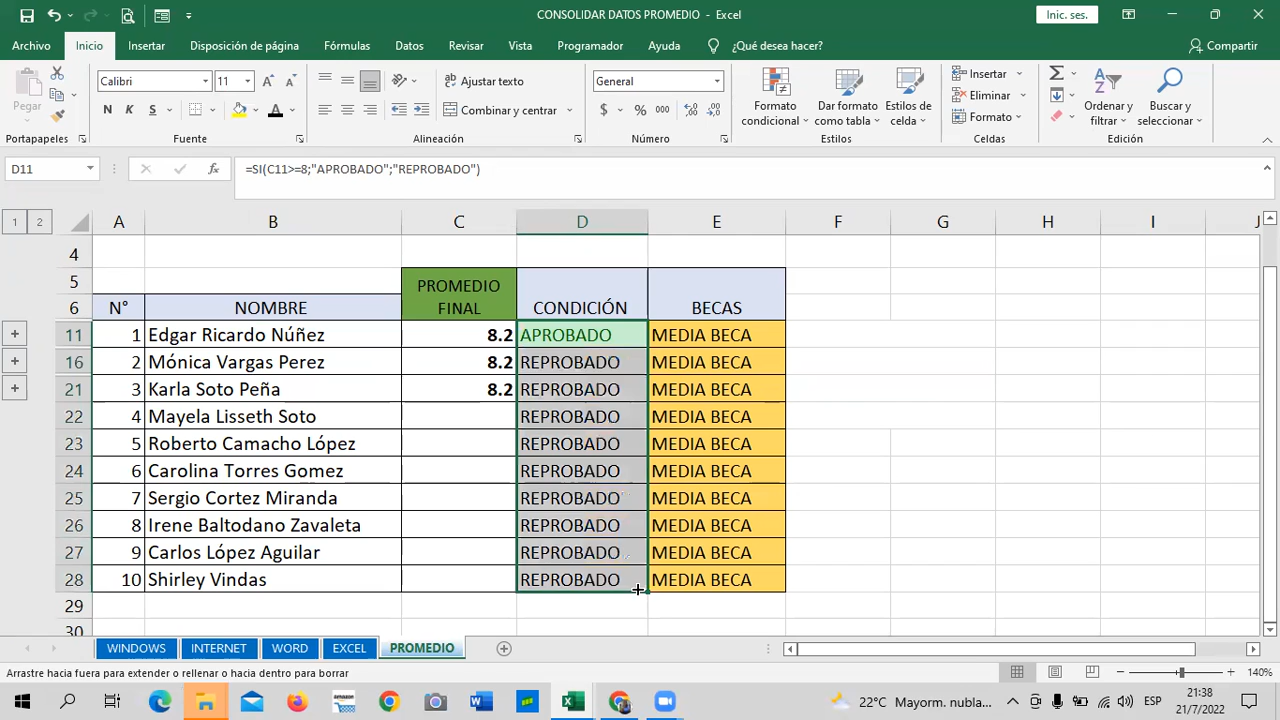 CONSOLIDAR DATOS PROMEDIO - Excel
Inic. ses.
Archivo Inicio Insertar Disposición de página Fórmulas Datos Revisar Vista Programador Ayuda ¿Qué desea hacer? Compartir
Pegar
Calibri 11
N K S
A
Ajustar texto
Combinar y centrar
General
$ % 000
Formato condicional
Dar formato como tabla
Estilos de celda
Insertar
Eliminar
Formato
Ordenar y filtrar
Buscar y seleccionar
Portapapeles Fuente Alineación Número Estilos Celdas Edición
D11 fx =SI(C11>=8;"APROBADO";"REPROBADO")
1 2 A B C D E F G H I J
4
5 PROMEDIO
6 N° NOMBRE FINAL CONDICIÓN BECAS
11 1 Edgar Ricardo Núñez 8.2 APROBADO MEDIA BECA
16 2 Mónica Vargas Perez 8.2 REPROBADO MEDIA BECA
21 3 Karla Soto Peña 8.2 REPROBADO MEDIA BECA
22 4 Mayela Lisseth Soto REPROBADO MEDIA BECA
23 5 Roberto Camacho López REPROBADO MEDIA BECA
24 6 Carolina Torres Gomez REPROBADO MEDIA BECA
25 7 Sergio Cortez Miranda REPROBADO MEDIA BECA
26 8 Irene Baltodano Zavaleta REPROBADO MEDIA BECA
27 9 Carlos López Aguilar REPROBADO MEDIA BECA
28 10 Shirley Vindas REPROBADO MEDIA BECA
29
30
WINDOWS INTERNET WORD EXCEL PROMEDIO
Arrastre hacia fuera para extender o rellenar o hacia dentro para borrar 140%
22°C Mayorm. nubla... ESP 21:38
21/7/2022